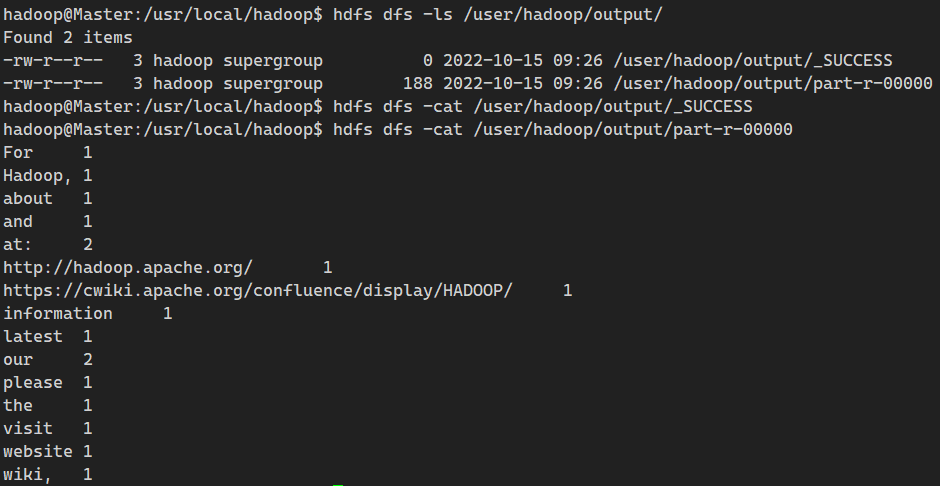 hadoop@Master:/usr/local/hadoop$ hdfs dfs -ls /user/hadoop/output/
Found 2 items
-rw-r--r--   3 hadoop supergroup          0 2022-10-15 09:26 /user/hadoop/output/_SUCCESS
-rw-r--r--   3 hadoop supergroup        188 2022-10-15 09:26 /user/hadoop/output/part-r-00000
hadoop@Master:/usr/local/hadoop$ hdfs dfs -cat /user/hadoop/output/_SUCCESS
hadoop@Master:/usr/local/hadoop$ hdfs dfs -cat /user/hadoop/output/part-r-00000
For     1
Hadoop, 1
about   1
and     1
at:     2
http://hadoop.apache.org/       1
https://cwiki.apache.org/confluence/display/HADOOP/     1
information     1
latest  1
our     2
please  1
the     1
visit   1
website 1
wiki,   1